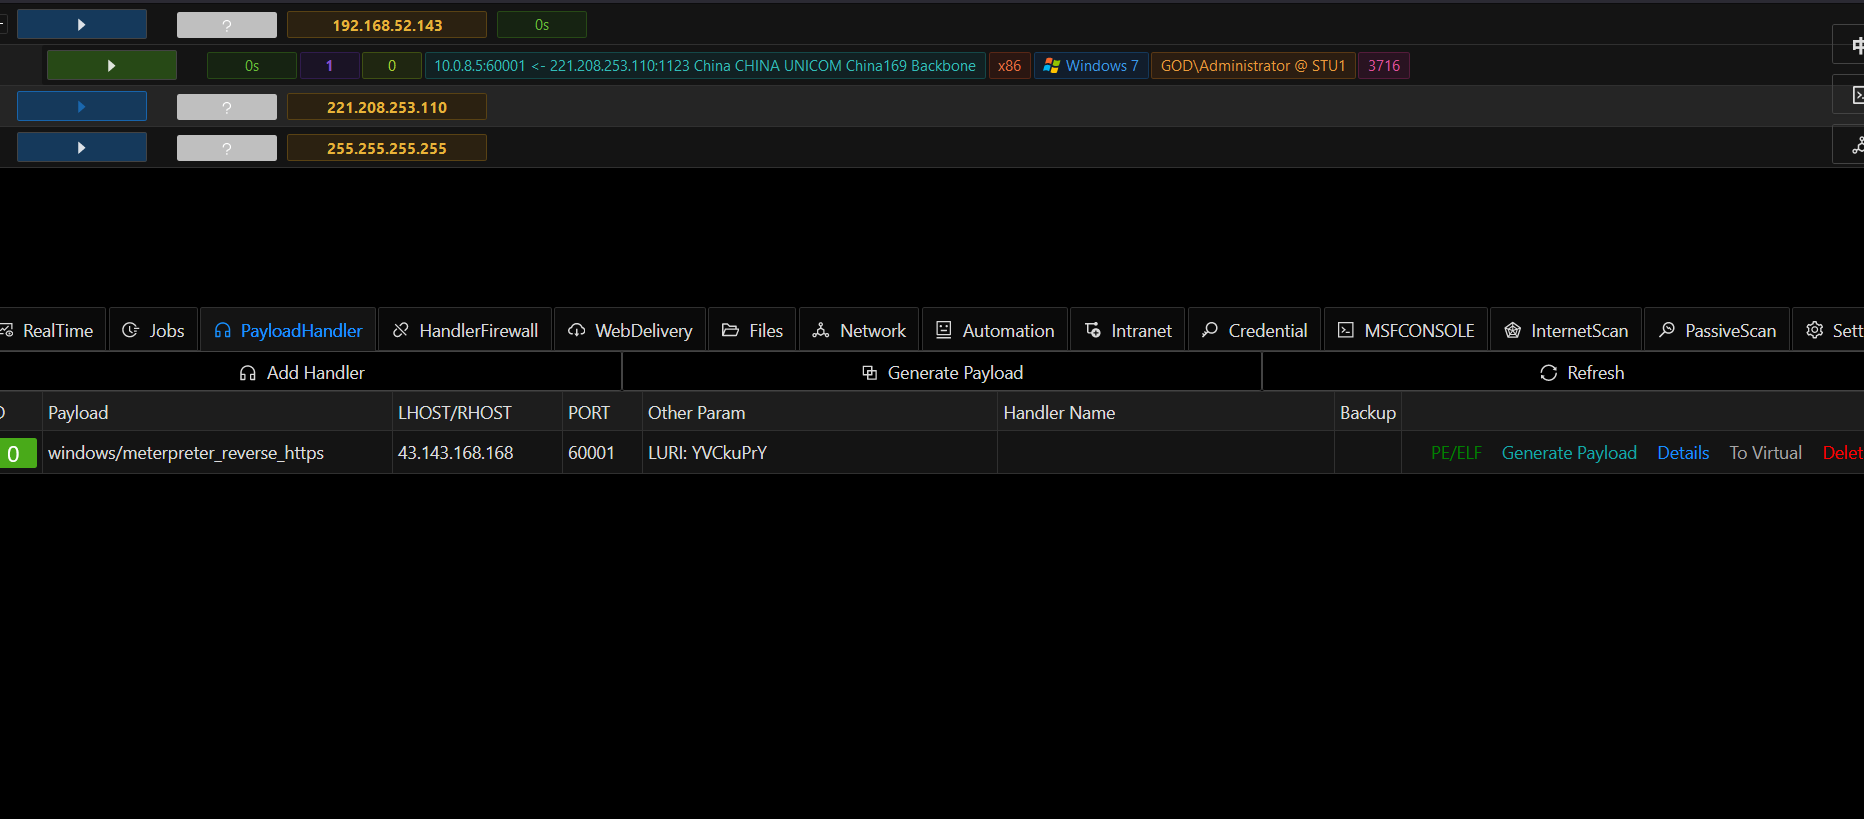 ? 192.168.52.143 0s
0s 1 0 10.0.8.5:60001 <- 221.208.253.110:1123 China CHINA UNICOM China169 Backbone x86 Windows 7 GOD\Administrator @ STU1 3716
? 221.208.253.110
? 255.255.255.255
RealTime Jobs PayloadHandler HandlerFirewall WebDelivery Files Network Automation Intranet Credential MSFCONSOLE InternetScan PassiveScan Sett
Add Handler Generate Payload Refresh
Payload LHOST/RHOST PORT Other Param Handler Name Backup
0 windows/meterpreter_reverse_https 43.143.168.168 60001 LURI: YVCkuPrY PE/ELF Generate Payload Details To Virtual Delet